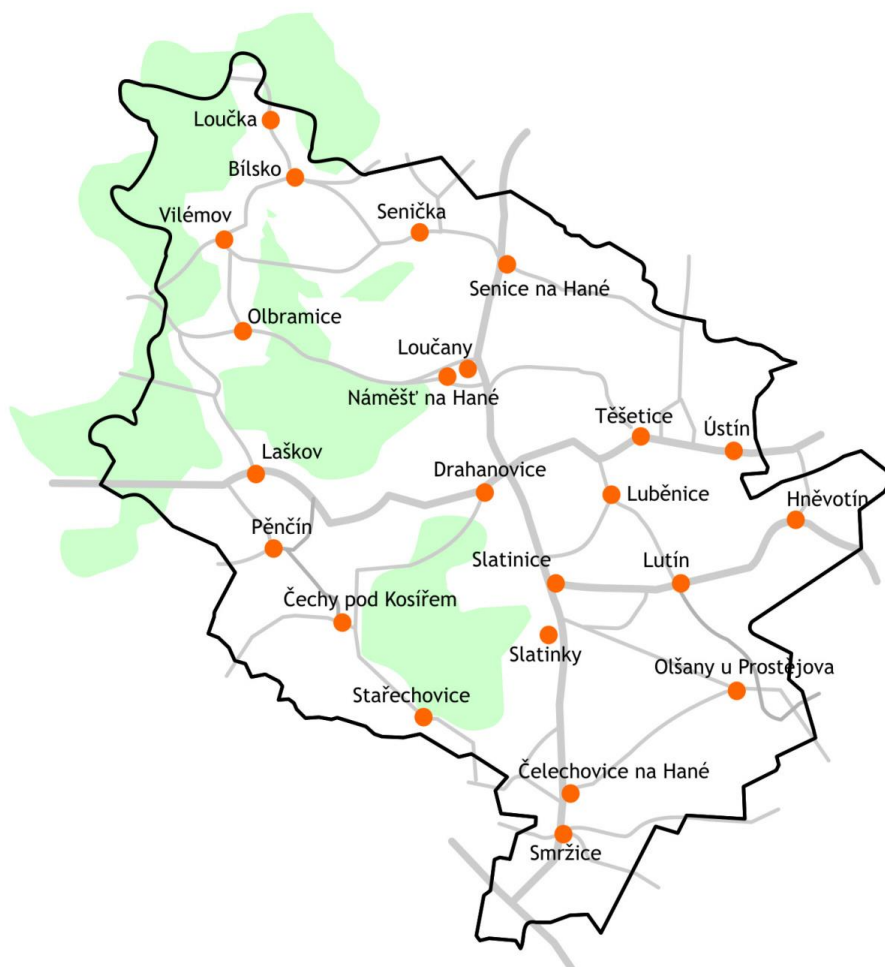 Loučka
Bílsko
Vilémov
Senička
Senice na Hané
Olbramice
Loučany
Náměšť na Hané
Těšetice
Ústín
Laškov
Drahanovice
Luběnice
Hněvotín
Pěnčín
Slatinice
Lutín
Čechy pod Kosířem
Slatinky
Olšany u Prostějova
Stařechovice
Čelechovice na Hané
Smržice